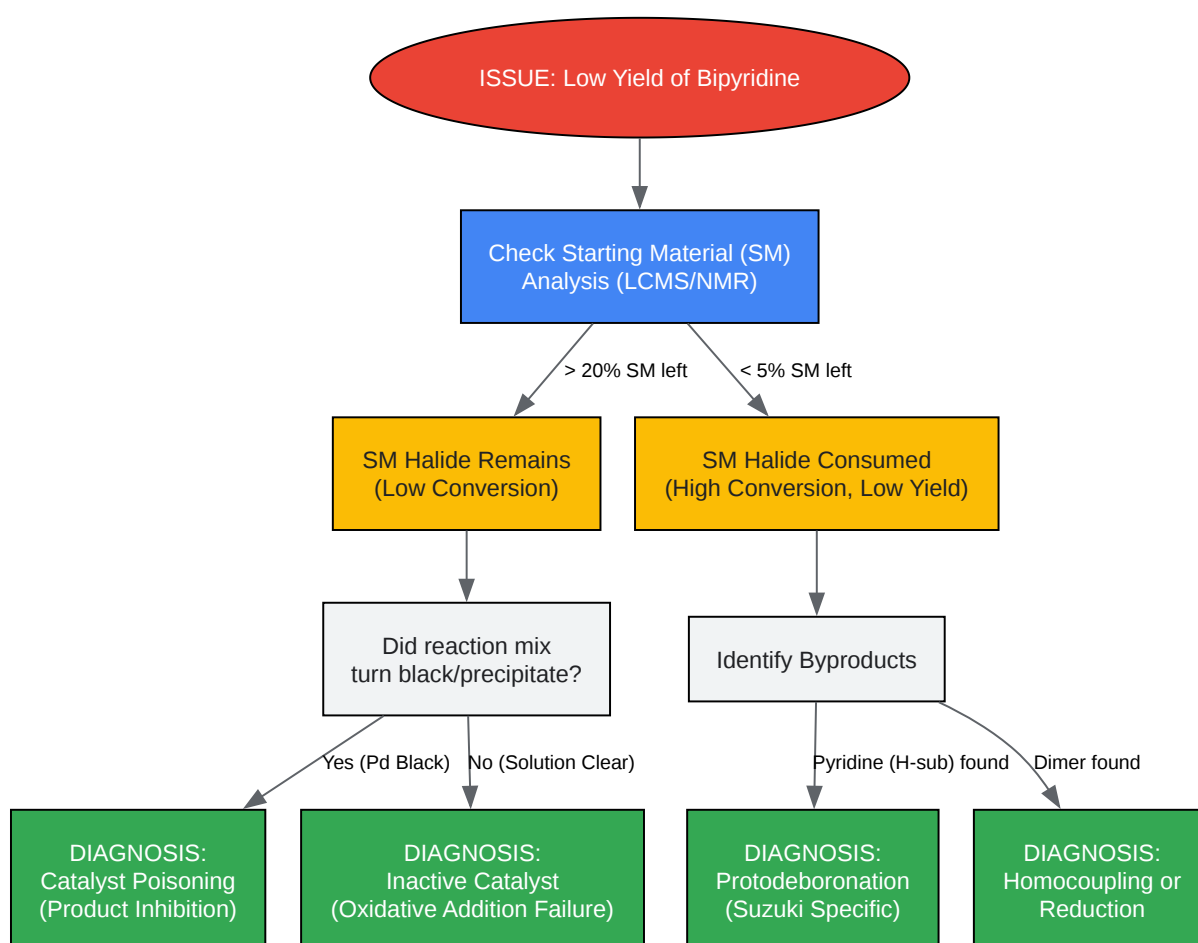 ISSUE: Low Yield of Bipyridine
Check Starting Material (SM)
Analysis (LCMS/NMR)
> 20% SM left
< 5% SM left
SM Halide Remains
(Low Conversion)
SM Halide Consumed
(High Conversion, Low Yield)
Did reaction mix
turn black/precipitate?
Identify Byproducts
Yes (Pd Black)
No (Solution Clear)
Pyridine (H-sub) found
Dimer found
DIAGNOSIS:
Catalyst Poisoning
(Product Inhibition)
DIAGNOSIS:
Inactive Catalyst
(Oxidative Addition Failure)
DIAGNOSIS:
Protodeboronation
(Suzuki Specific)
DIAGNOSIS:
Homocoupling or
Reduction